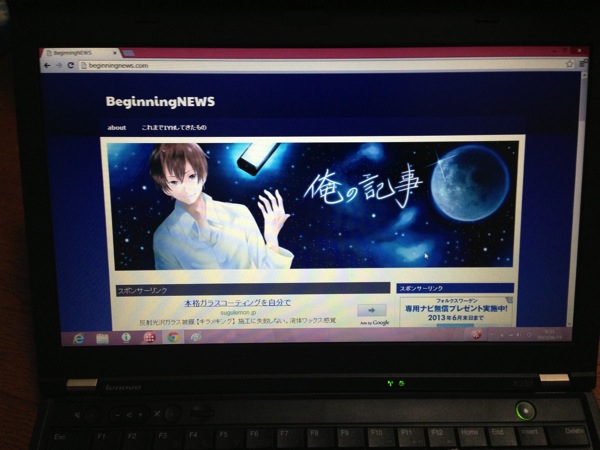 BeginningNEWS
beginningnews.com
BeginningNEWS
about これまでIYHしてきたもの
俺の記事
スポンサーリンク
本格ガラスコーティングを自分で
sugulemon.jp
反射光沢ガラス被膜【キラメキング】施工に失敗しない。液体ワックス感覚
Ads by Google
スポンサーリンク
フォルクスワーゲン
専用ナビ無償プレゼント実施中!
2013年6月末日まで
lenovo
Esc F1 F2 F3 F4 F5 F6 F7 F8 F9 F10 F11 F12 Home End Insert Delete